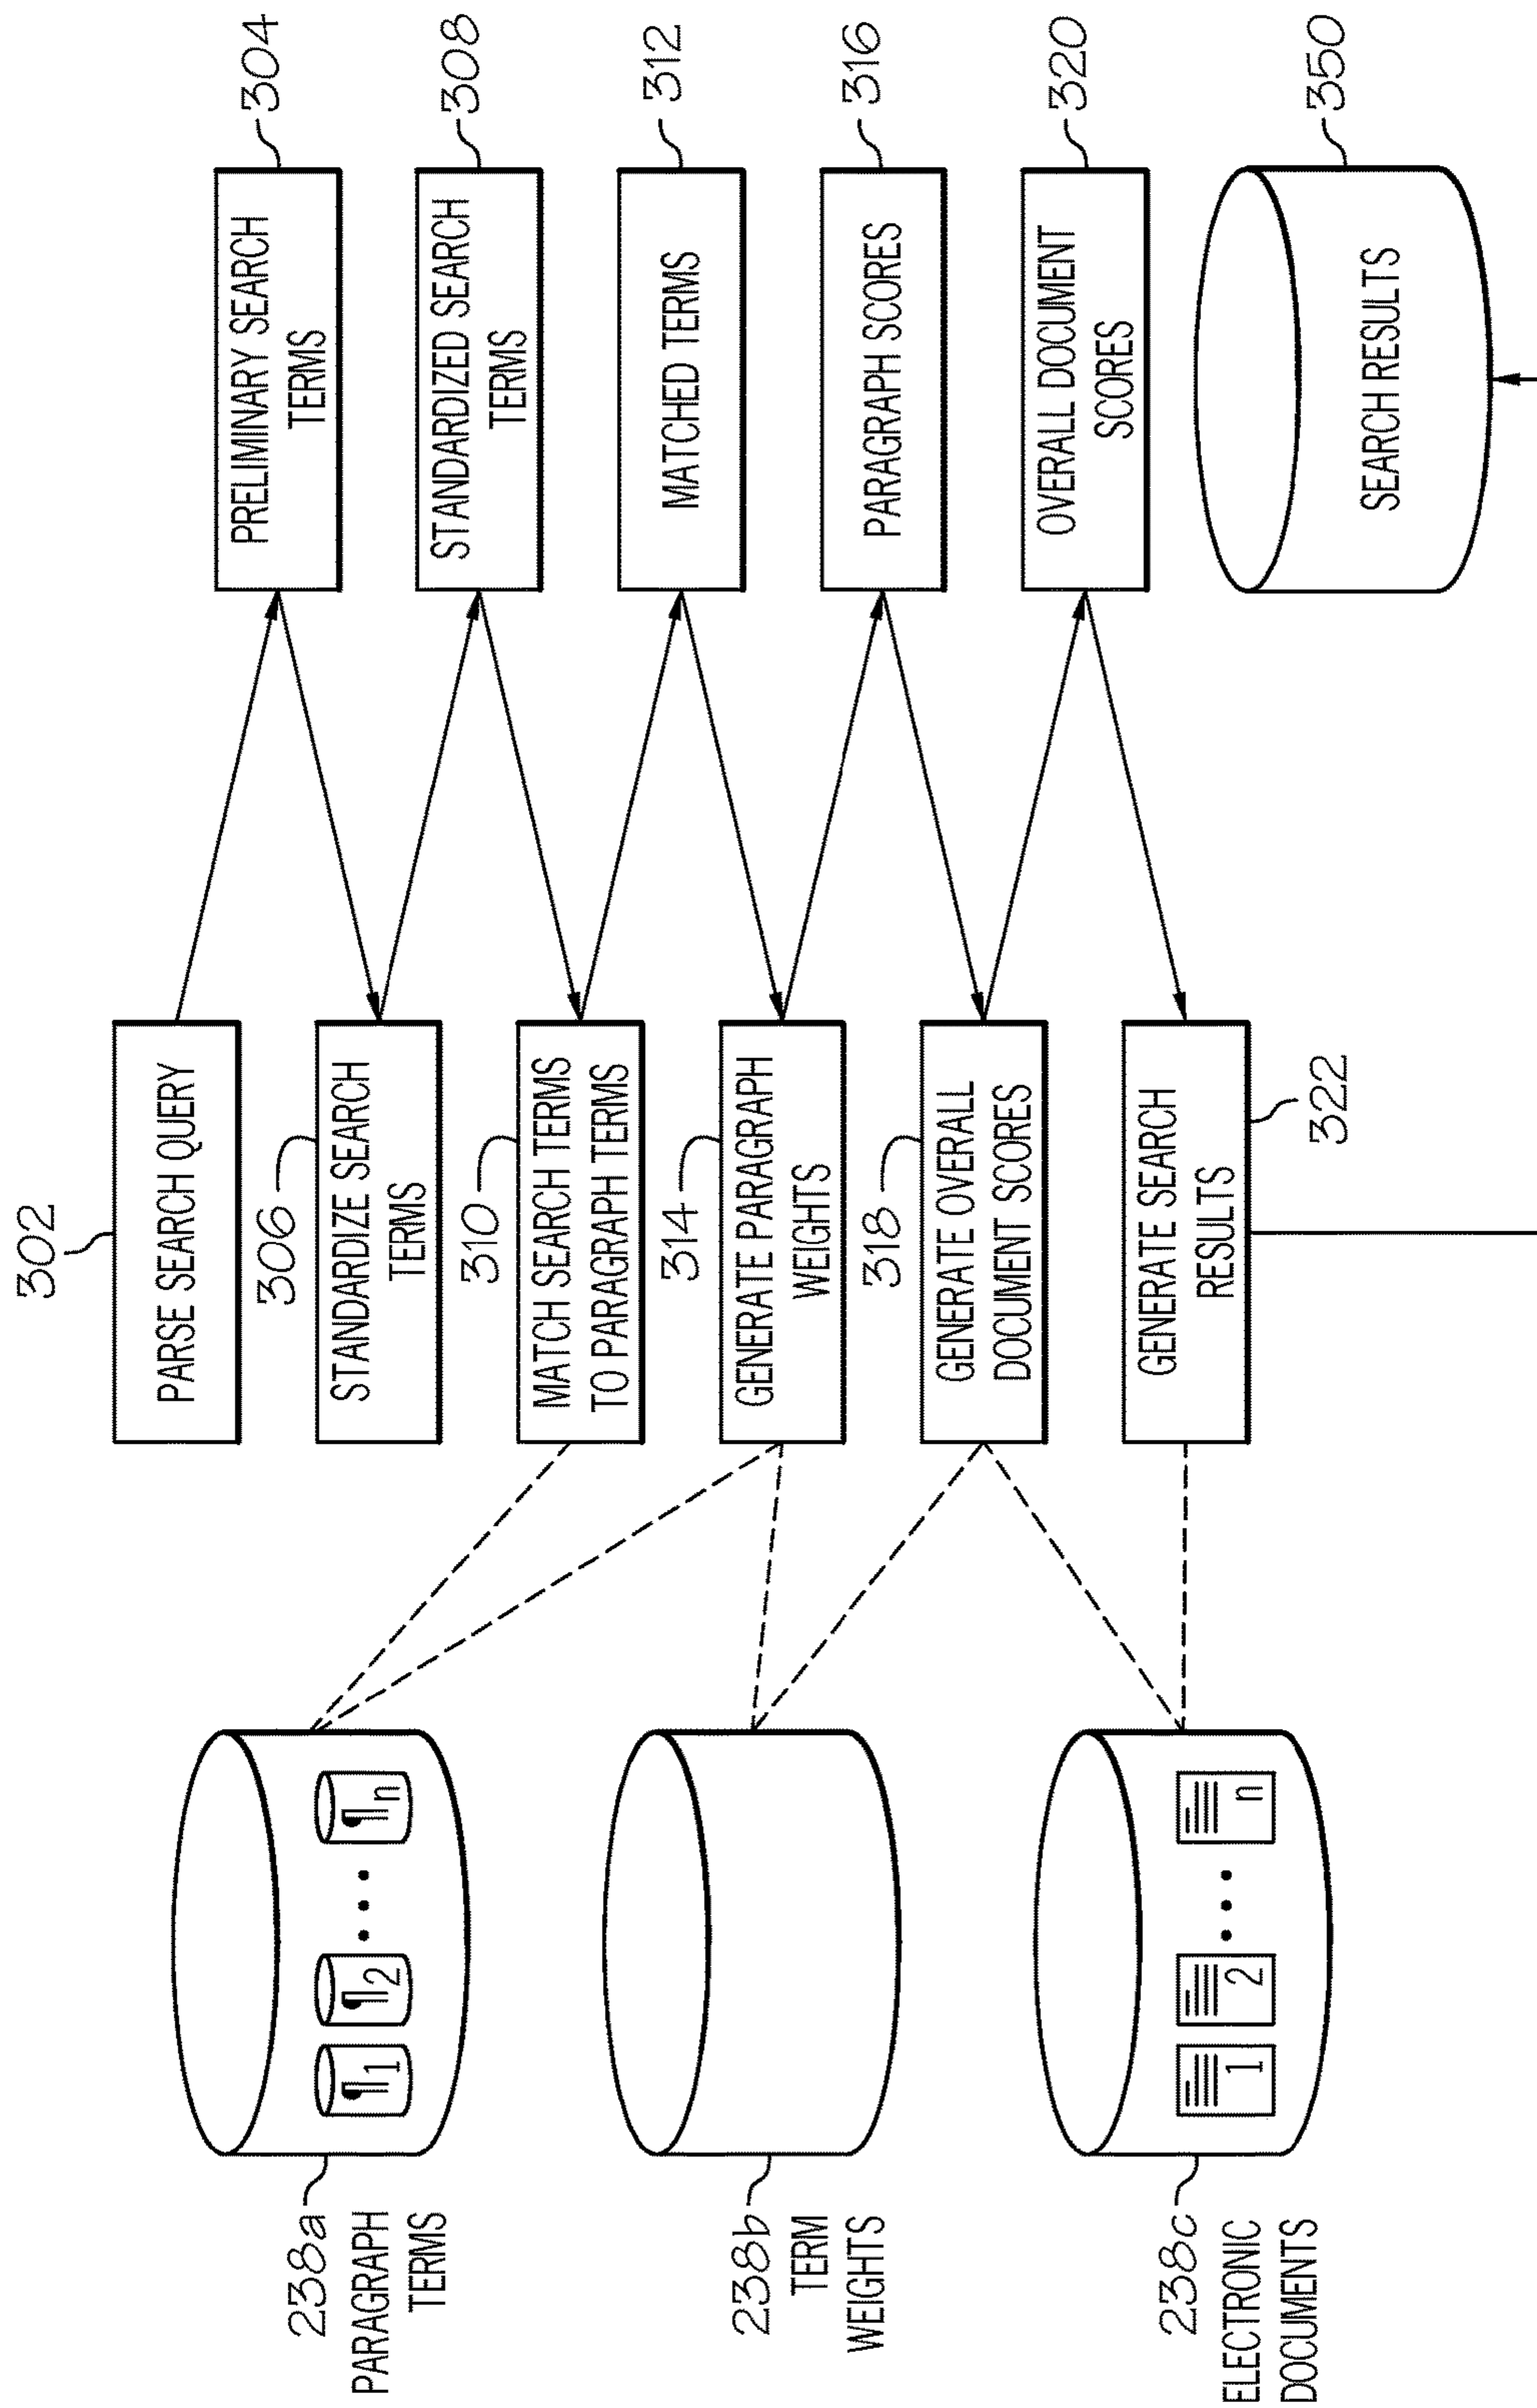 302
PARSE SEARCH QUERY
PRELIMINARY SEARCH
TERMS
304
306
STANDARDIZE SEARCH
TERMS
STANDARDIZED SEARCH
TERMS
308
310
MATCH SEARCH TERMS
TO PARAGRAPH TERMS
MATCHED TERMS
312
314
GENERATE PARAGRAPH
WEIGHTS
PARAGRAPH SCORES
316
318
GENERATE OVERALL
DOCUMENT SCORES
OVERALL DOCUMENT
SCORES
320
GENERATE SEARCH
RESULTS
322
SEARCH RESULTS
350
238a
PARAGRAPH
TERMS
¶1 ¶2 • • • ¶n
238b
TERM
WEIGHTS
238c
ELECTRONIC
DOCUMENTS
1 2 • • • n